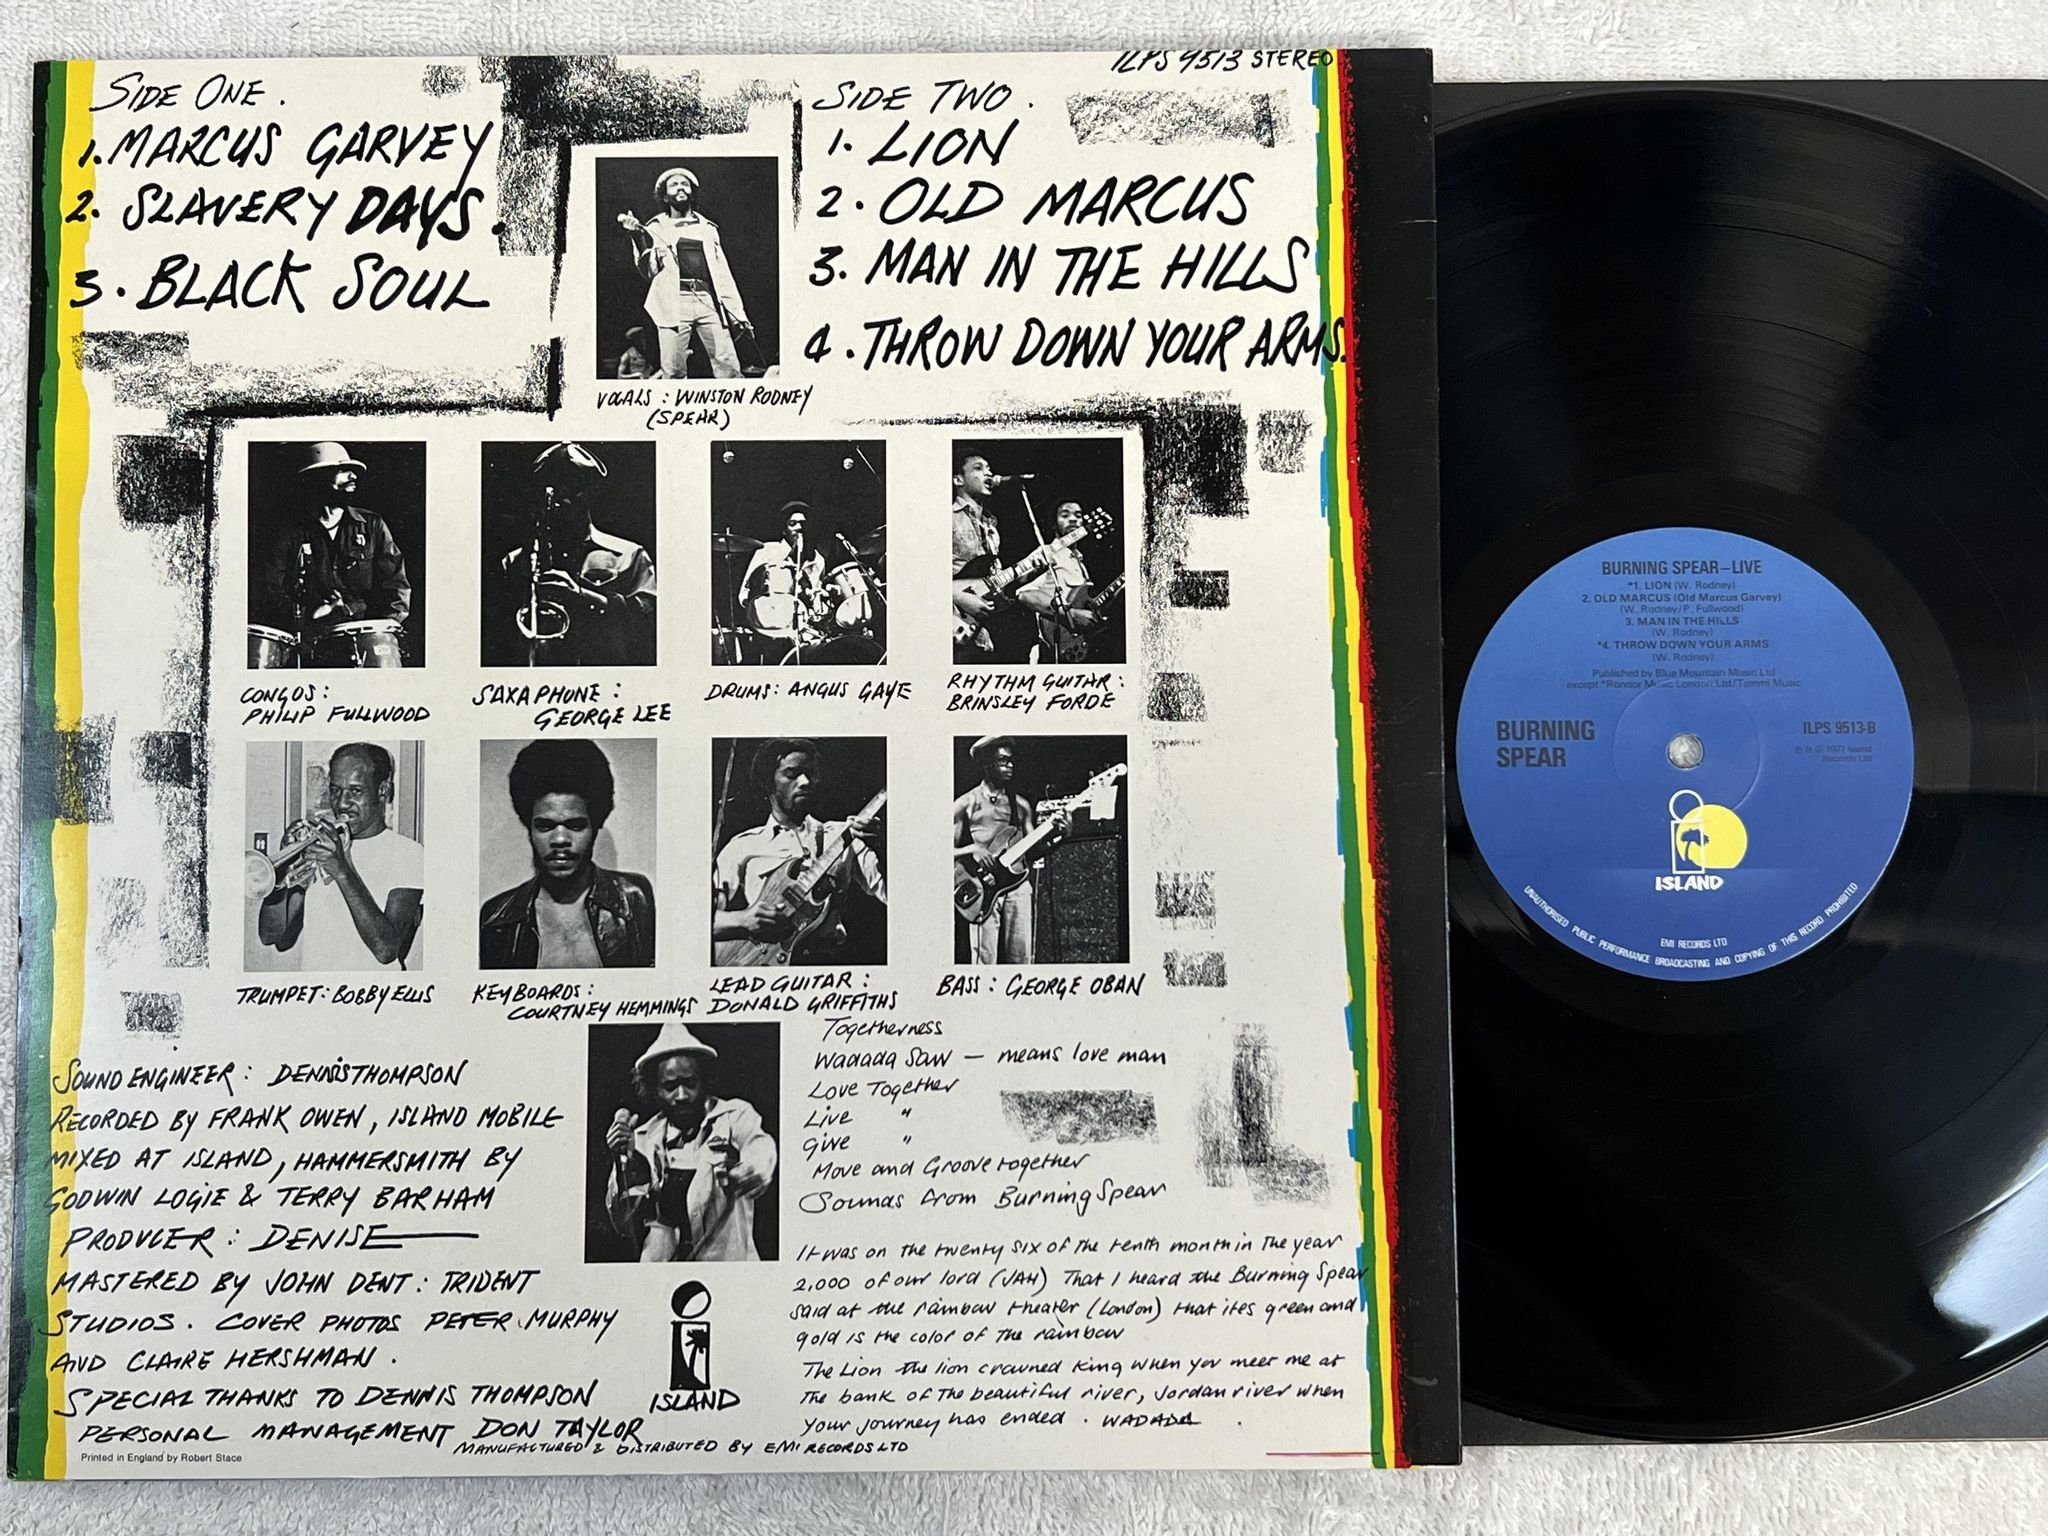 ILPS 9513 STEREO
SIDE ONE.
1. MARCUS GARVEY
2. SLAVERY DAYS.
3. BLACK SOUL
SIDE TWO.
1. LION
2. OLD MARCUS
3. MAN IN THE HILLS
4. THROW DOWN YOUR ARMS.
VOCALS: WINSTON RODNEY
(SPEAR)
CONGOS:
PHILIP FULLWOOD
SAXAPHONE:
GEORGE LEE
DRUMS: ANGUS GAYE
RHYTHM GUITAR:
BRINSLEY FORDE
TRUMPET: BOBBY ELLIS
KEYBOARDS:
COURTNEY HEMMINGS
LEAD GUITAR:
DONALD GRIFFITHS
BASS: GEORGE OBAN
SOUND ENGINEER: DENNIS THOMPSON
RECORDED BY FRANK OWEN, ISLAND MOBILE
MIXED AT ISLAND, HAMMERSMITH BY
GODWIN LOGIE & TERRY BARHAM
PRODUCER: DENISE
MASTERED BY JOHN DENT: TRIDENT
STUDIOS. COVER PHOTOS PETER MURPHY
AND CLAIRE HERSHMAN.
SPECIAL THANKS TO DENNIS THOMPSON
PERSONAL MANAGEMENT DON TAYLOR
MANUFACTURED & DISTRIBUTED BY EMI RECORDS LTD
Printed in England by Robert Stace
ISLAND
Togetherness
Wadada Saw — means love man
Love Together
Live "
Give "
Move and Groove together
Sounds from Burning Spear
It was on the twenty six of the tenth month in the year
2,000 of our lord (JAH) That I heard the Burning Spear
said at the rainbow theater (London) that ites green and
gold is the color of the rainbow
The Lion the lion crowned King when you meet me at
the bank of the beautiful river, Jordan river when
your journey has ended. WADADA.
BURNING SPEAR–LIVE
*1. LION (W. Rodney)
2. OLD MARCUS (Old Marcus Garvey)
(W. Rodney/P. Fullwood)
3. MAN IN THE HILLS
(W. Rodney)
*4. THROW DOWN YOUR ARMS
(W. Rodney)
Published by Blue Mountain Music Ltd
except *Rondor Music London Ltd/Tammi Music
BURNING
SPEAR
ILPS 9513-B
℗ & © 1977 Island
Records Ltd
ISLAND
EMI RECORDS LTD
UNAUTHORISED PUBLIC PERFORMANCE BROADCASTING AND COPYING OF THIS RECORD PROHIBITED